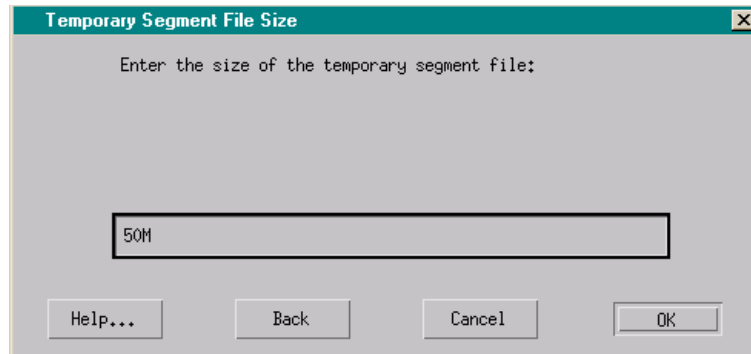 Temporary Segment File Size
Enter the size of the temporary segment file:
50M
Help... Back Cancel OK